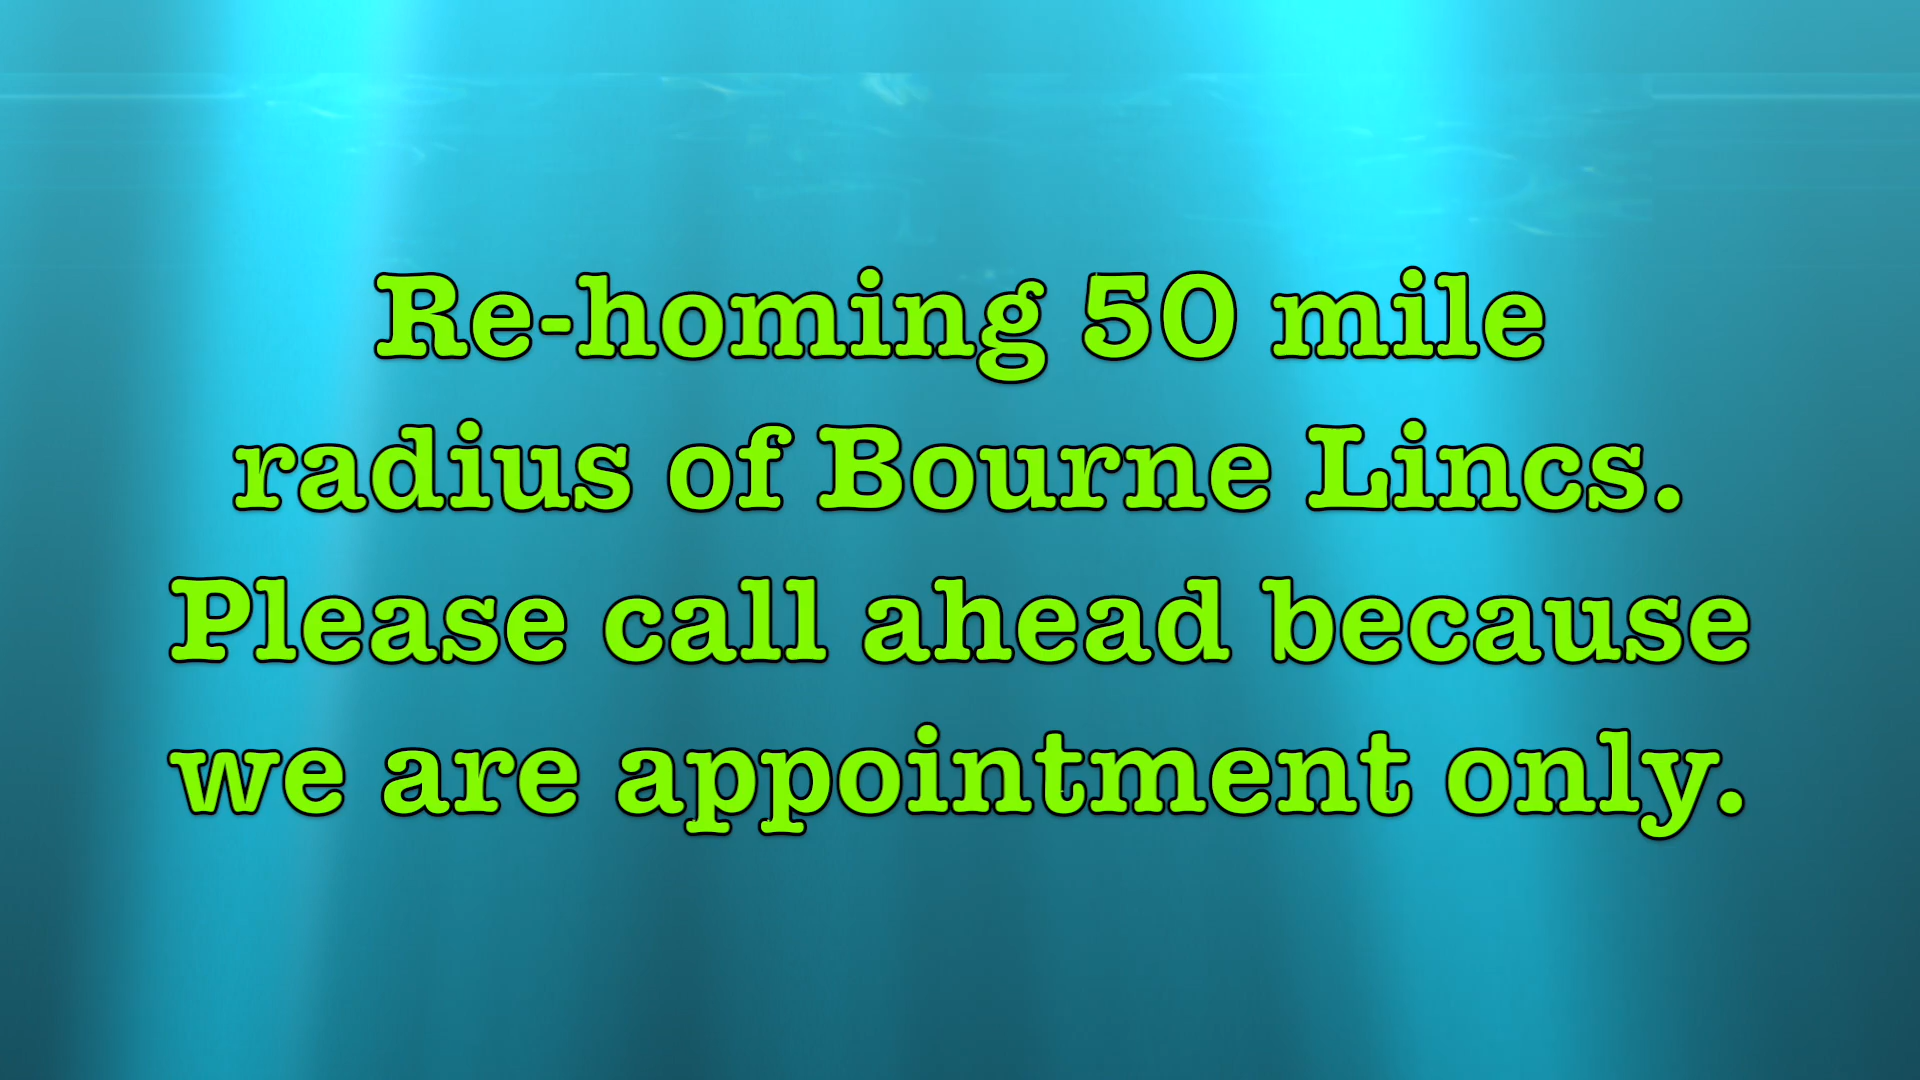 Re-homing 50 mile
radius of Bourne Lincs.
Please call ahead because
we are appointment only.